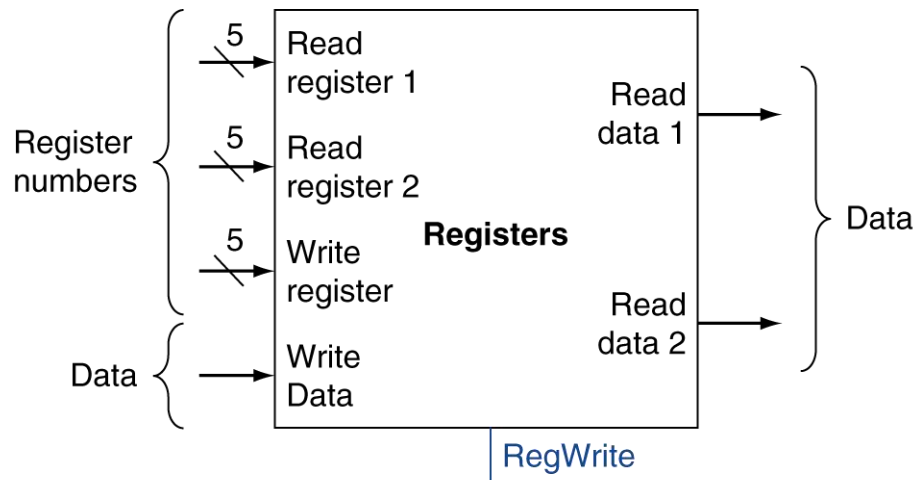 Register
numbers
Data
5
Read
register 1
5
Read
register 2
5
Write
register
Write
Data
Registers
Read
data 1
Read
data 2
Data
RegWrite